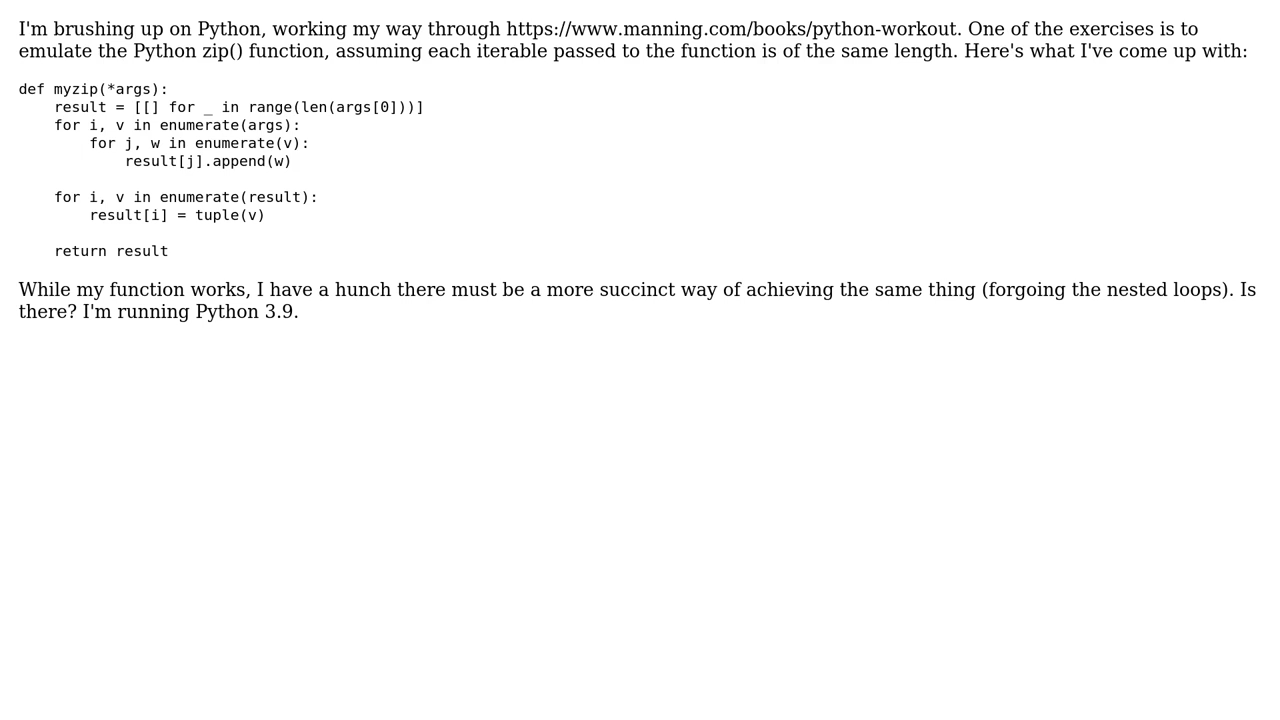 I'm brushing up on Python, working my way through https://www.manning.com/books/python-workout. One of the exercises is to
emulate the Python zip() function, assuming each iterable passed to the function is of the same length. Here's what I've come up with:
def myzip(*args):
    result = [[] for _ in range(len(args[0]))]
    for i, v in enumerate(args):
        for j, w in enumerate(v):
            result[j].append(w)

    for i, v in enumerate(result):
        result[i] = tuple(v)

    return result
While my function works, I have a hunch there must be a more succinct way of achieving the same thing (forgoing the nested loops). Is
there? I'm running Python 3.9.